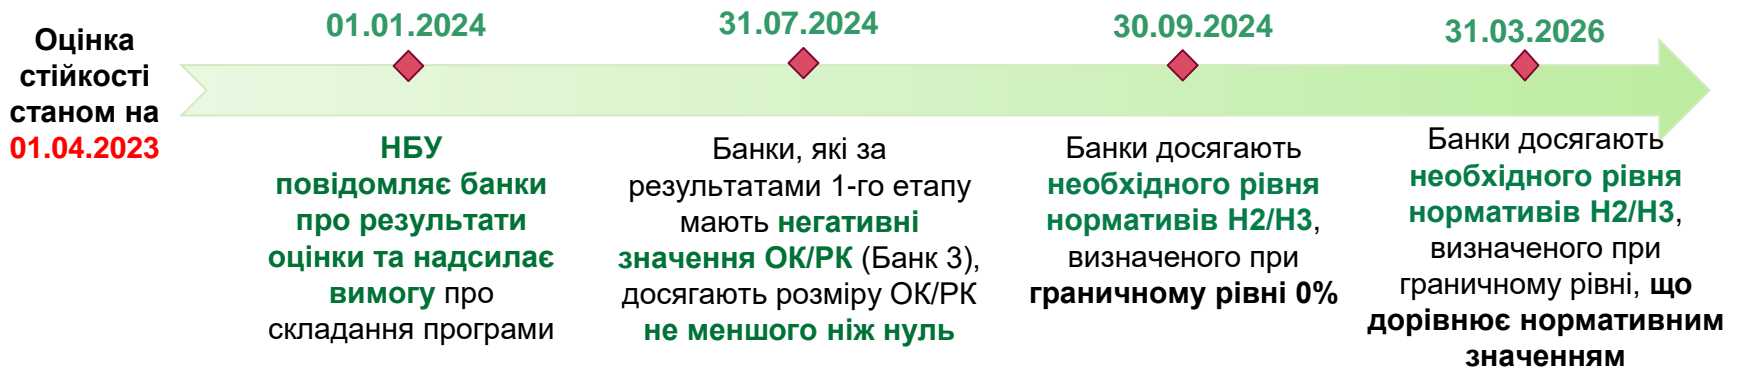 Оцінка
стійкості
станом на
01.04.2023
01.01.2024
НБУ
повідомляє банки
про результати
оцінки та надсилає
вимогу про
складання програми
31.07.2024
Банки, які за
результатами 1-го етапу
мають негативні
значення ОК/РК (Банк 3),
досягають розміру ОК/РК
не меншого ніж нуль
30.09.2024
Банки досягають
необхідного рівня
нормативів Н2/Н3,
визначеного при
граничному рівні 0%
31.03.2026
Банки досягають
необхідного рівня
нормативів Н2/Н3,
визначеного при
граничному рівні, що
дорівнює нормативним
значенням